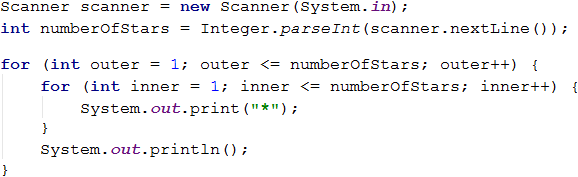 Scanner scanner = new Scanner(System.in);
int numberOfStars = Integer.parseInt(scanner.nextLine());
for (int outer = 1; outer <= numberOfStars; outer++) {
for (int inner = 1; inner <= numberOfStars; inner++) {
System.out.print("*");
}
System.out.println();
}